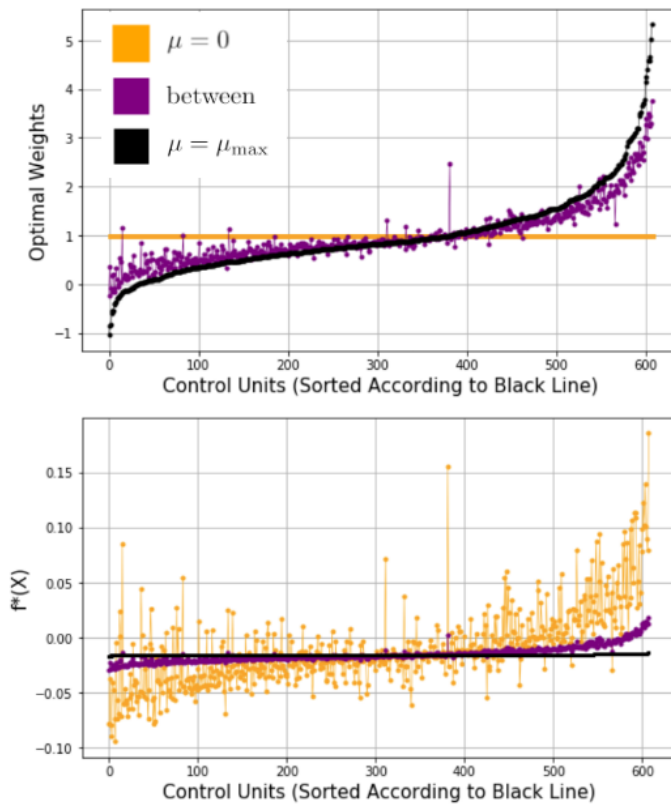 5
4
3
2
1
0
−1
Optimal Weights
μ = 0
between
μ = μmax
0 100 200 300 400 500 600
Control Units (Sorted According to Black Line)
0.15
0.10
0.05
0.00
−0.05
−0.10
f*(X)
0 100 200 300 400 500 600
Control Units (Sorted According to Black Line)